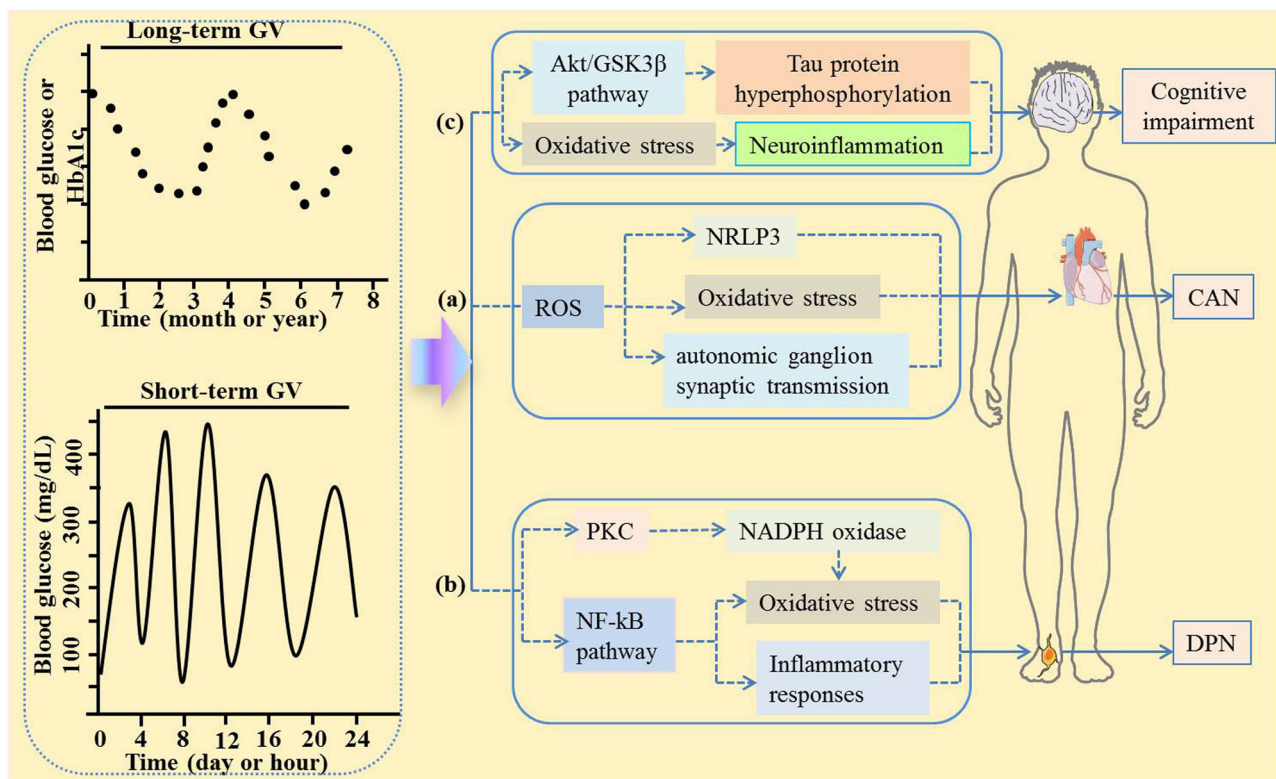 Long-term GV
Blood glucose or
HbA1c
0 1 2 3 4 5 6 7 8
Time (month or year)
Short-term GV
Blood glucose (mg/dL)
400
300
200
100
0 4 8 12 16 20 24
Time (day or hour)
(c)
Akt/GSK3β
pathway
Tau protein
hyperphosphorylation
Oxidative stress
Neuroinflammation
Cognitive
impairment
(a)
ROS
NRLP3
Oxidative stress
autonomic ganglion
synaptic transmission
CAN
(b)
PKC
NADPH oxidase
NF-kB
pathway
Oxidative stress
Inflammatory
responses
DPN